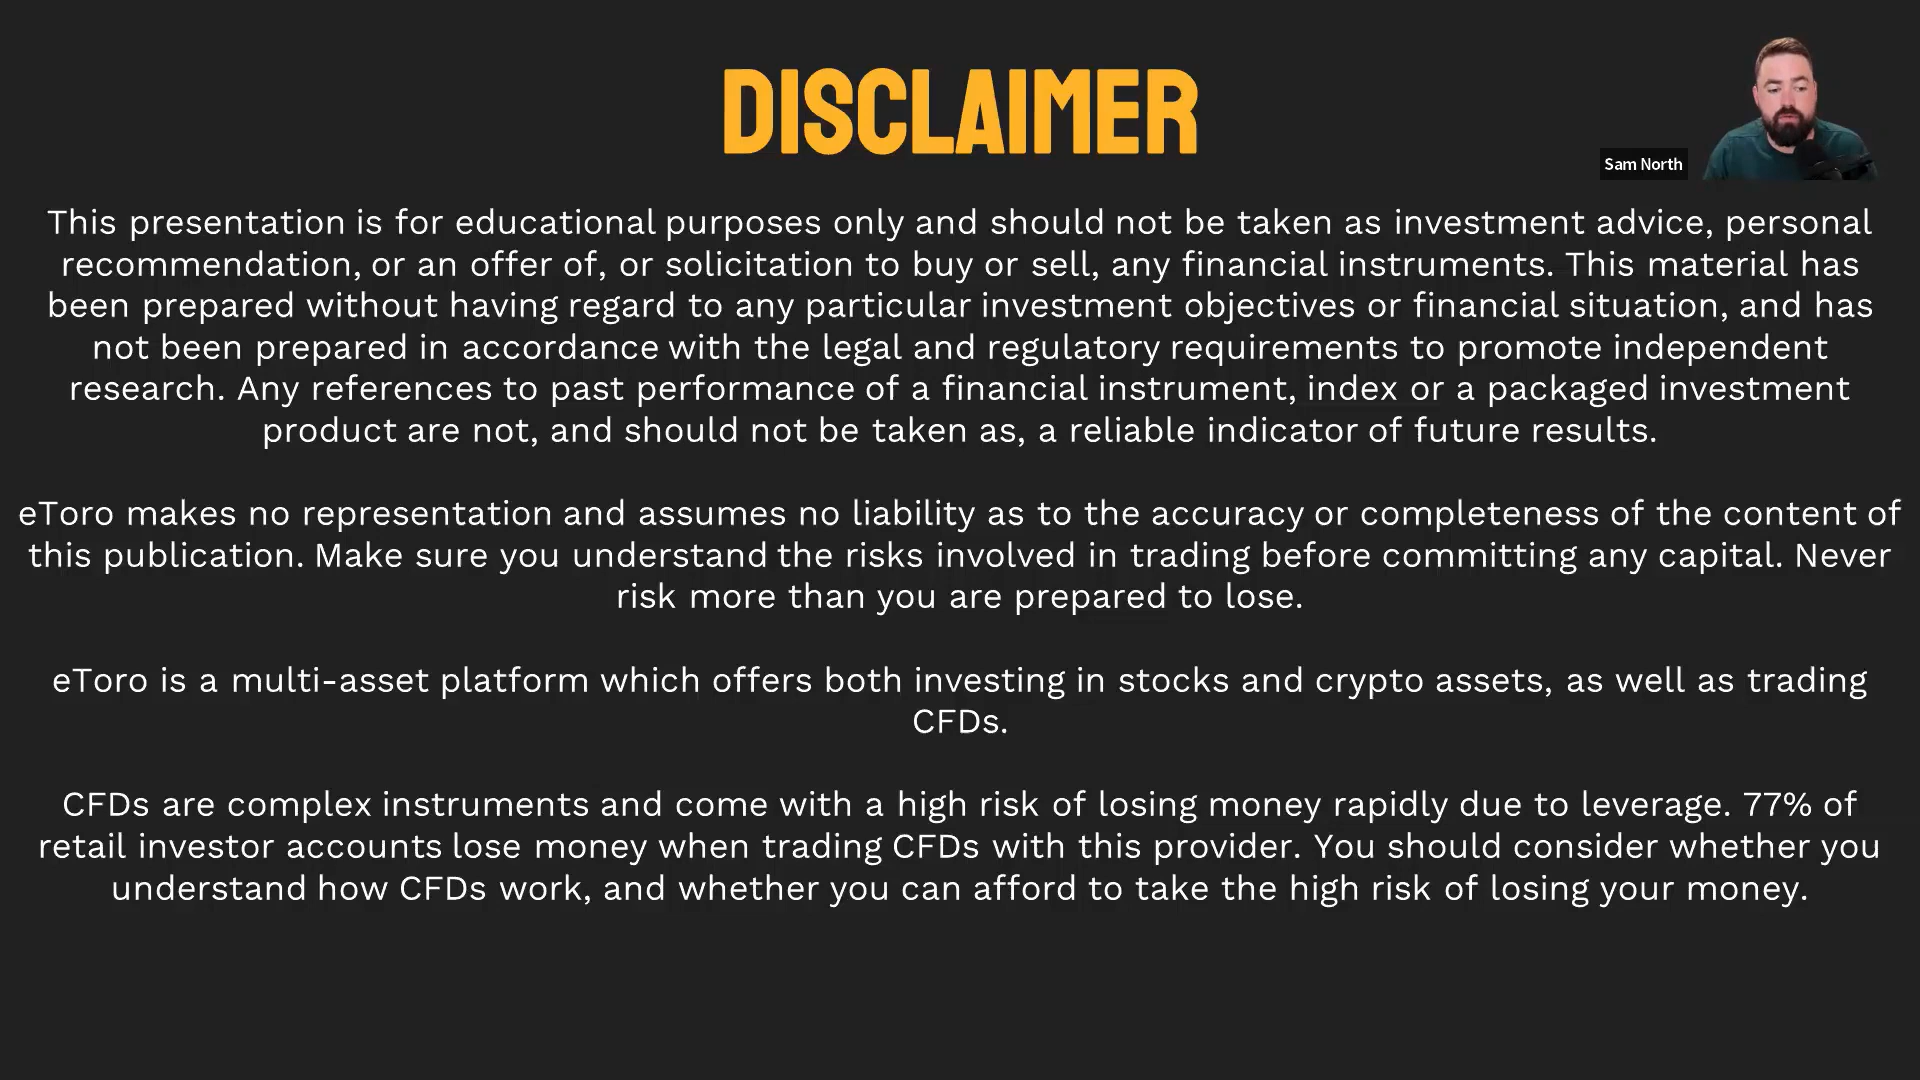 DISCLAIMER
Sam North
This presentation is for educational purposes only and should not be taken as investment advice, personal
recommendation, or an offer of, or solicitation to buy or sell, any financial instruments. This material has
been prepared without having regard to any particular investment objectives or financial situation, and has
not been prepared in accordance with the legal and regulatory requirements to promote independent
research. Any references to past performance of a financial instrument, index or a packaged investment
product are not, and should not be taken as, a reliable indicator of future results.
eToro makes no representation and assumes no liability as to the accuracy or completeness of the content of
this publication. Make sure you understand the risks involved in trading before committing any capital. Never
risk more than you are prepared to lose.
eToro is a multi-asset platform which offers both investing in stocks and crypto assets, as well as trading
CFDs.
CFDs are complex instruments and come with a high risk of losing money rapidly due to leverage. 77% of
retail investor accounts lose money when trading CFDs with this provider. You should consider whether you
understand how CFDs work, and whether you can afford to take the high risk of losing your money.